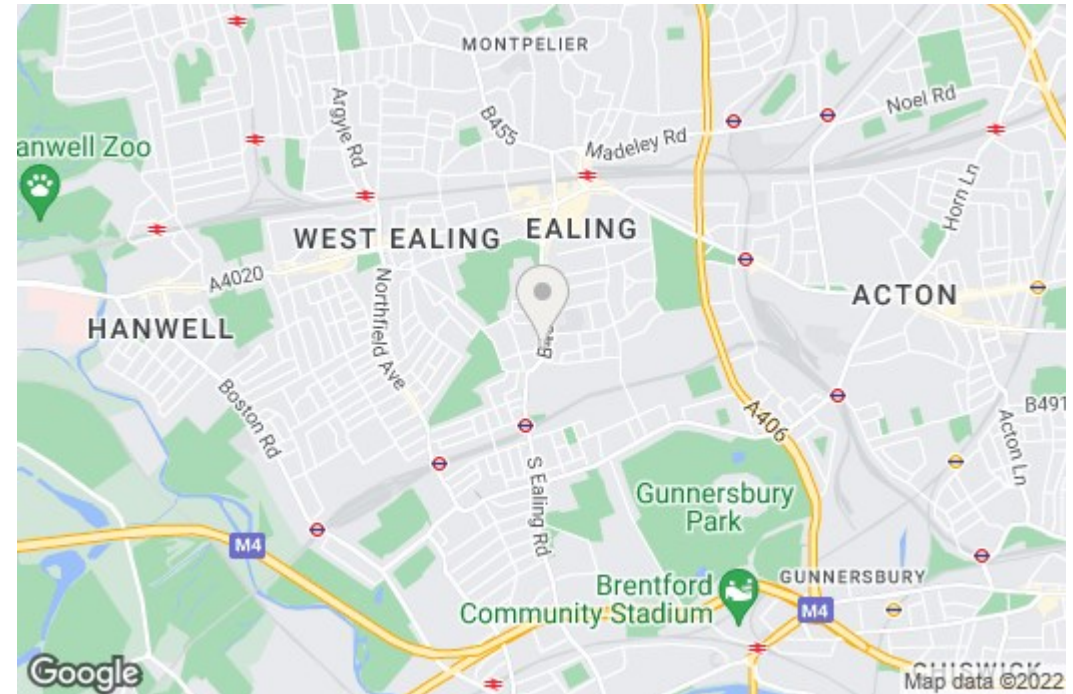 MONTPELIER
Noel Rd
Argyle Rd
B455
Madeley Rd
anwell Zoo
Horn Ln
WEST EALING
EALING
A4020
ACTON
Northfield Ave
HANWELL
B491
Boston Rd
A406
Acton Ln
S Ealing Rd
Gunnersbury
Park
M4
GUNNERSBURY
Brentford
Community Stadium
M4
CHISWICK
Google
Map data ©2022